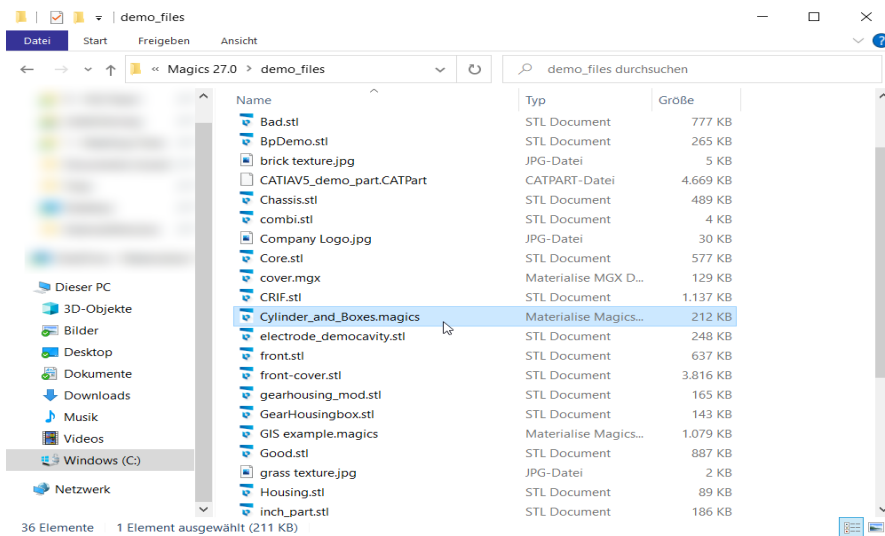 demo_files
Datei Start Freigeben Ansicht
« Magics 27.0 > demo_files demo_files durchsuchen
Name Typ Größe
Bad.stl STL Document 777 KB
BpDemo.stl STL Document 265 KB
brick texture.jpg JPG-Datei 5 KB
CATIAV5_demo_part.CATPart CATPART-Datei 4.669 KB
Chassis.stl STL Document 489 KB
combi.stl STL Document 4 KB
Company Logo.jpg JPG-Datei 30 KB
Core.stl STL Document 577 KB
cover.mgx Materialise MGX D... 129 KB
CRIF.stl STL Document 1.137 KB
Cylinder_and_Boxes.magics Materialise Magics... 212 KB
electrode_democavity.stl STL Document 248 KB
front.stl STL Document 637 KB
front-cover.stl STL Document 3.816 KB
gearhousing_mod.stl STL Document 165 KB
GearHousingbox.stl STL Document 143 KB
GIS example.magics Materialise Magics... 1.079 KB
Good.stl STL Document 887 KB
grass texture.jpg JPG-Datei 2 KB
Housing.stl STL Document 89 KB
inch_part.stl STL Document 186 KB
Dieser PC
3D-Objekte
Bilder
Desktop
Dokumente
Downloads
Musik
Videos
Windows (C:)
Netzwerk
36 Elemente 1 Element ausgewählt (211 KB)